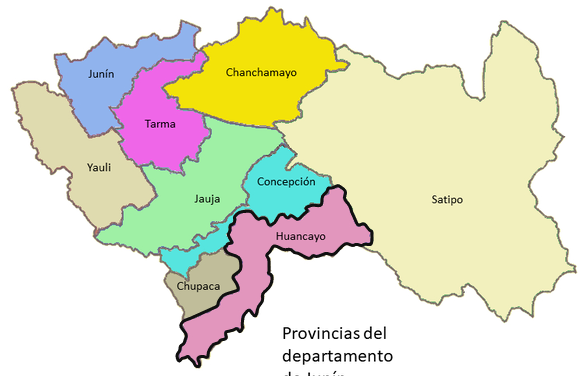 Junín
Chanchamayo
Tarma
Yauli
Concepción
Jauja
Satipo
Huancayo
Chupaca
Provincias del
departamento